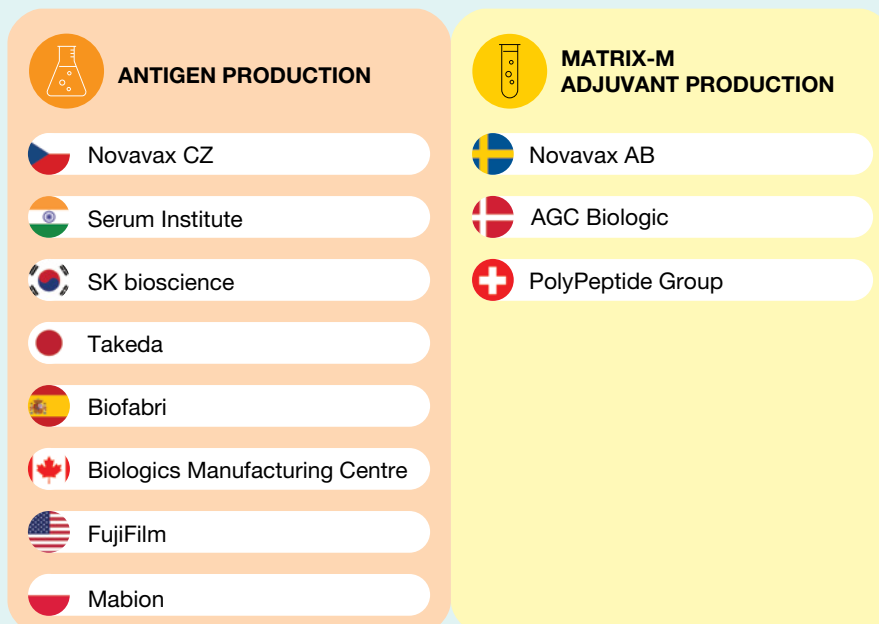 ANTIGEN PRODUCTION
Novavax CZ
Serum Institute
SK bioscience
Takeda
Biofabri
Biologics Manufacturing Centre
FujiFilm
Mabion
MATRIX-M
ADJUVANT PRODUCTION
Novavax AB
AGC Biologic
PolyPeptide Group